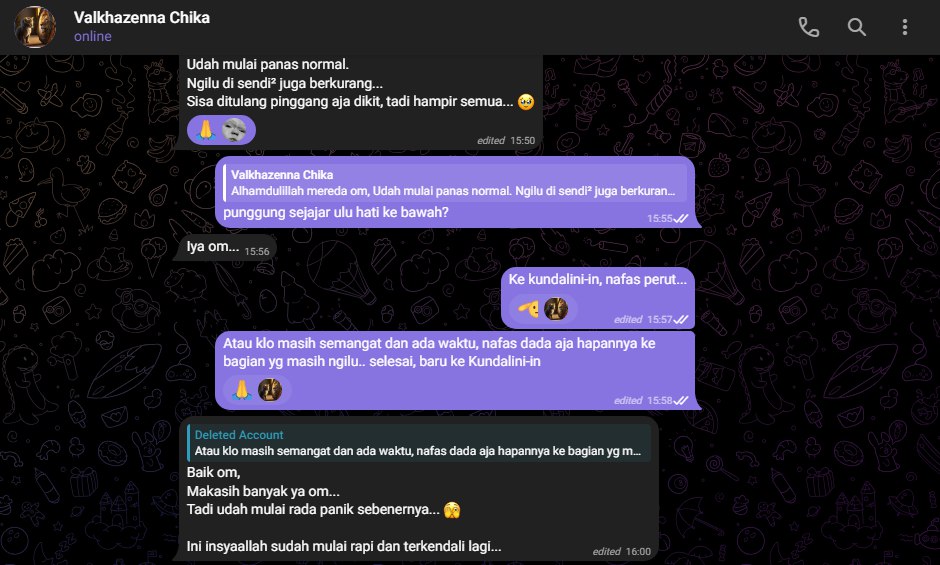 Valkhazenna Chika
online
Udah mulai panas normal.
Ngilu di sendi² juga berkurang...
Sisa ditulang pinggang aja dikit, tadi hampir semua... 🥹
🙏
edited 15:50
Valkhazenna Chika
Alhamdulillah mereda om, Udah mulai panas normal. Ngilu di sendi² juga berkuran...
punggung sejajar ulu hati ke bawah?
15:55
Iya om... 15:56
Ke kundalini-in, nafas perut...
edited 15:57
Atau klo masih semangat dan ada waktu, nafas dada aja hapannya ke
bagian yg masih ngilu.. selesai, baru ke Kundalini-in
🙏
edited 15:58
Deleted Account
Atau klo masih semangat dan ada waktu, nafas dada aja hapannya ke bagian yg m...
Baik om,
Makasih banyak ya om...
Tadi udah mulai rada panik sebenernya... 🫣
Ini insyaallah sudah mulai rapi dan terkendali lagi...
edited 16:00